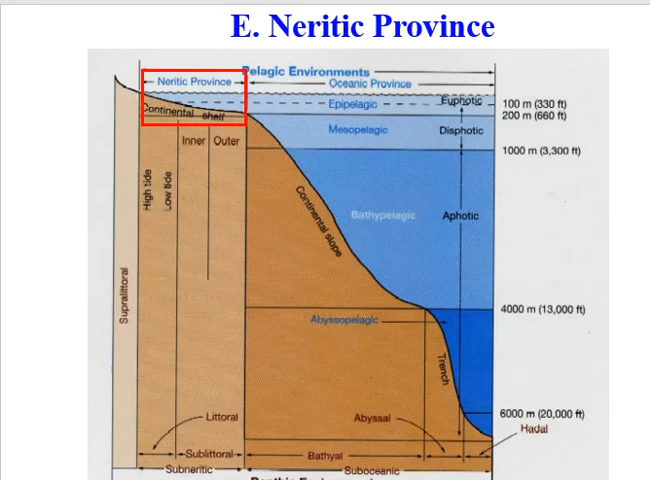 E. Neritic Province
Pelagic Environments
Neritic Province
Oceanic Province
Epipelagic
Euphotic
100 m (330 ft)
Continental shelf
200 m (660 ft)
Mesopelagic
Disphotic
Inner
Outer
1000 m (3,300 ft)
High tide
Low tide
Continental slope
Bathypelagic
Aphotic
Supralittoral
4000 m (13,000 ft)
Abyssopelagic
Trench
6000 m (20,000 ft)
Littoral
Abyssal
Hadal
Sublittoral
Bathyal
Subneritic
Suboceanic